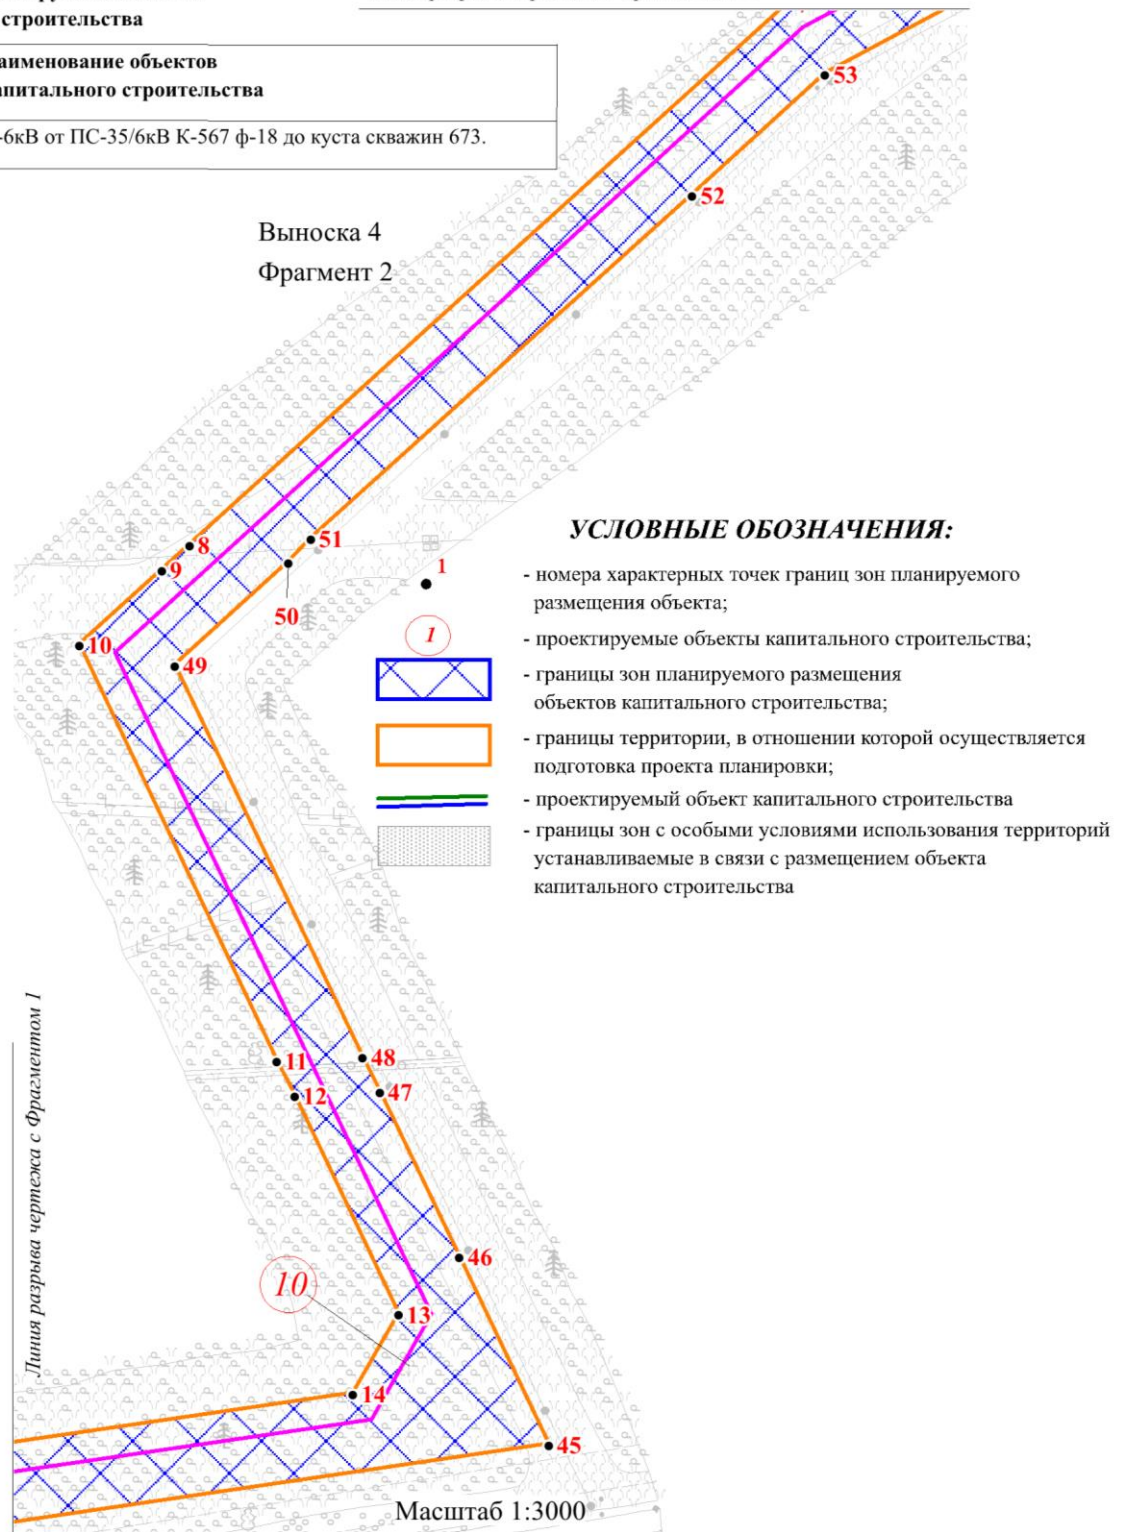 строительства
аименование объектов
апитального строительства
-6кВ от ПС-35/6кВ К-567 ф-18 до куста скважин 673.
53
52
Выноска 4
Фрагмент 2
8
51
9
50
10
49
УСЛОВНЫЕ ОБОЗНАЧЕНИЯ:
1
- номера характерных точек границ зон планируемого
размещения объекта;
1
- проектируемые объекты капитального строительства;
- границы зон планируемого размещения
объектов капитального строительства;
- границы территории, в отношении которой осуществляется
подготовка проекта планировки;
- проектируемый объект капитального строительства
- границы зон с особыми условиями использования территорий
устанавливаемые в связи с размещением объекта
капитального строительства
Линия разрыва чертежа с Фрагментом 1
11
48
12
47
46
10
13
14
45
Масштаб 1:3000